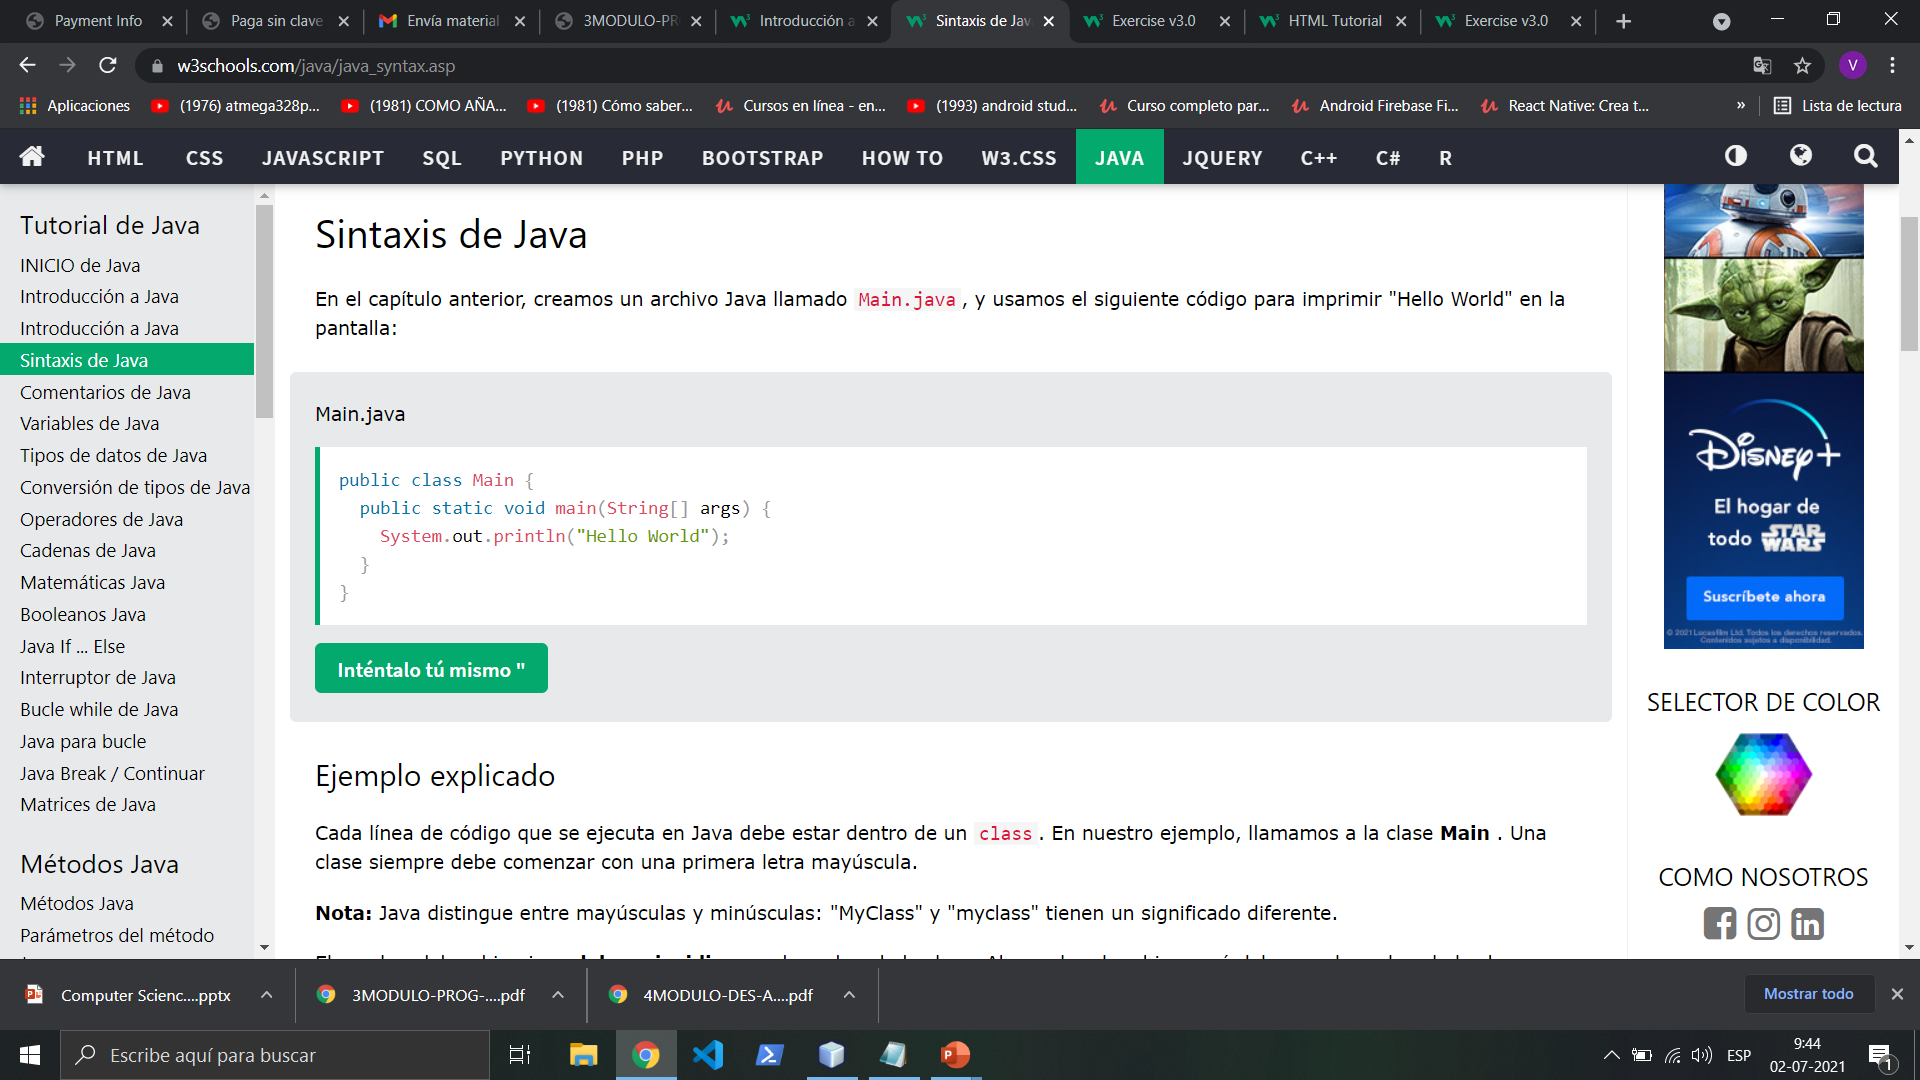 Payment Info
Paga sin clave
Envía material
3MODULO-PR
Introducción a
Sintaxis de Jav
Exercise v3.0
HTML Tutorial
Exercise v3.0
w3schools.com/java/java_syntax.asp
V
Aplicaciones
(1976) atmega328p...
(1981) COMO AÑA...
(1981) Cómo saber...
Cursos en línea - en...
(1993) android stud...
Curso completo par...
Android Firebase Fi...
React Native: Crea t...
»
Lista de lectura
HTML
CSS
JAVASCRIPT
SQL
PYTHON
PHP
BOOTSTRAP
HOW TO
W3.CSS
JAVA
JQUERY
C++
C#
R
Tutorial de Java
INICIO de Java
Introducción a Java
Introducción a Java
Sintaxis de Java
Comentarios de Java
Variables de Java
Tipos de datos de Java
Conversión de tipos de Java
Operadores de Java
Cadenas de Java
Matemáticas Java
Booleanos Java
Java If ... Else
Interruptor de Java
Bucle while de Java
Java para bucle
Java Break / Continuar
Matrices de Java
Métodos Java
Métodos Java
Parámetros del método
Sintaxis de Java
En el capítulo anterior, creamos un archivo Java llamado Main.java, y usamos el siguiente código para imprimir "Hello World" en la
pantalla:
Main.java
public class Main {
public static void main(String[] args) {
System.out.println("Hello World");
}
}
Inténtalo tú mismo "
Ejemplo explicado
Cada línea de código que se ejecuta en Java debe estar dentro de un class. En nuestro ejemplo, llamamos a la clase Main . Una
clase siempre debe comenzar con una primera letra mayúscula.
Nota: Java distingue entre mayúsculas y minúsculas: "MyClass" y "myclass" tienen un significado diferente.
Disney+
El hogar de
todo STAR WARS
Suscríbete ahora
© 2021 Lucasfilm Ltd. Todos los derechos reservados.
Contenidos sujetos a disponibilidad.
SELECTOR DE COLOR
COMO NOSOTROS
Computer Scienc....pptx
3MODULO-PROG-....pdf
4MODULO-DES-A....pdf
Mostrar todo
Escribe aquí para buscar
ESP
9:44
02-07-2021
1